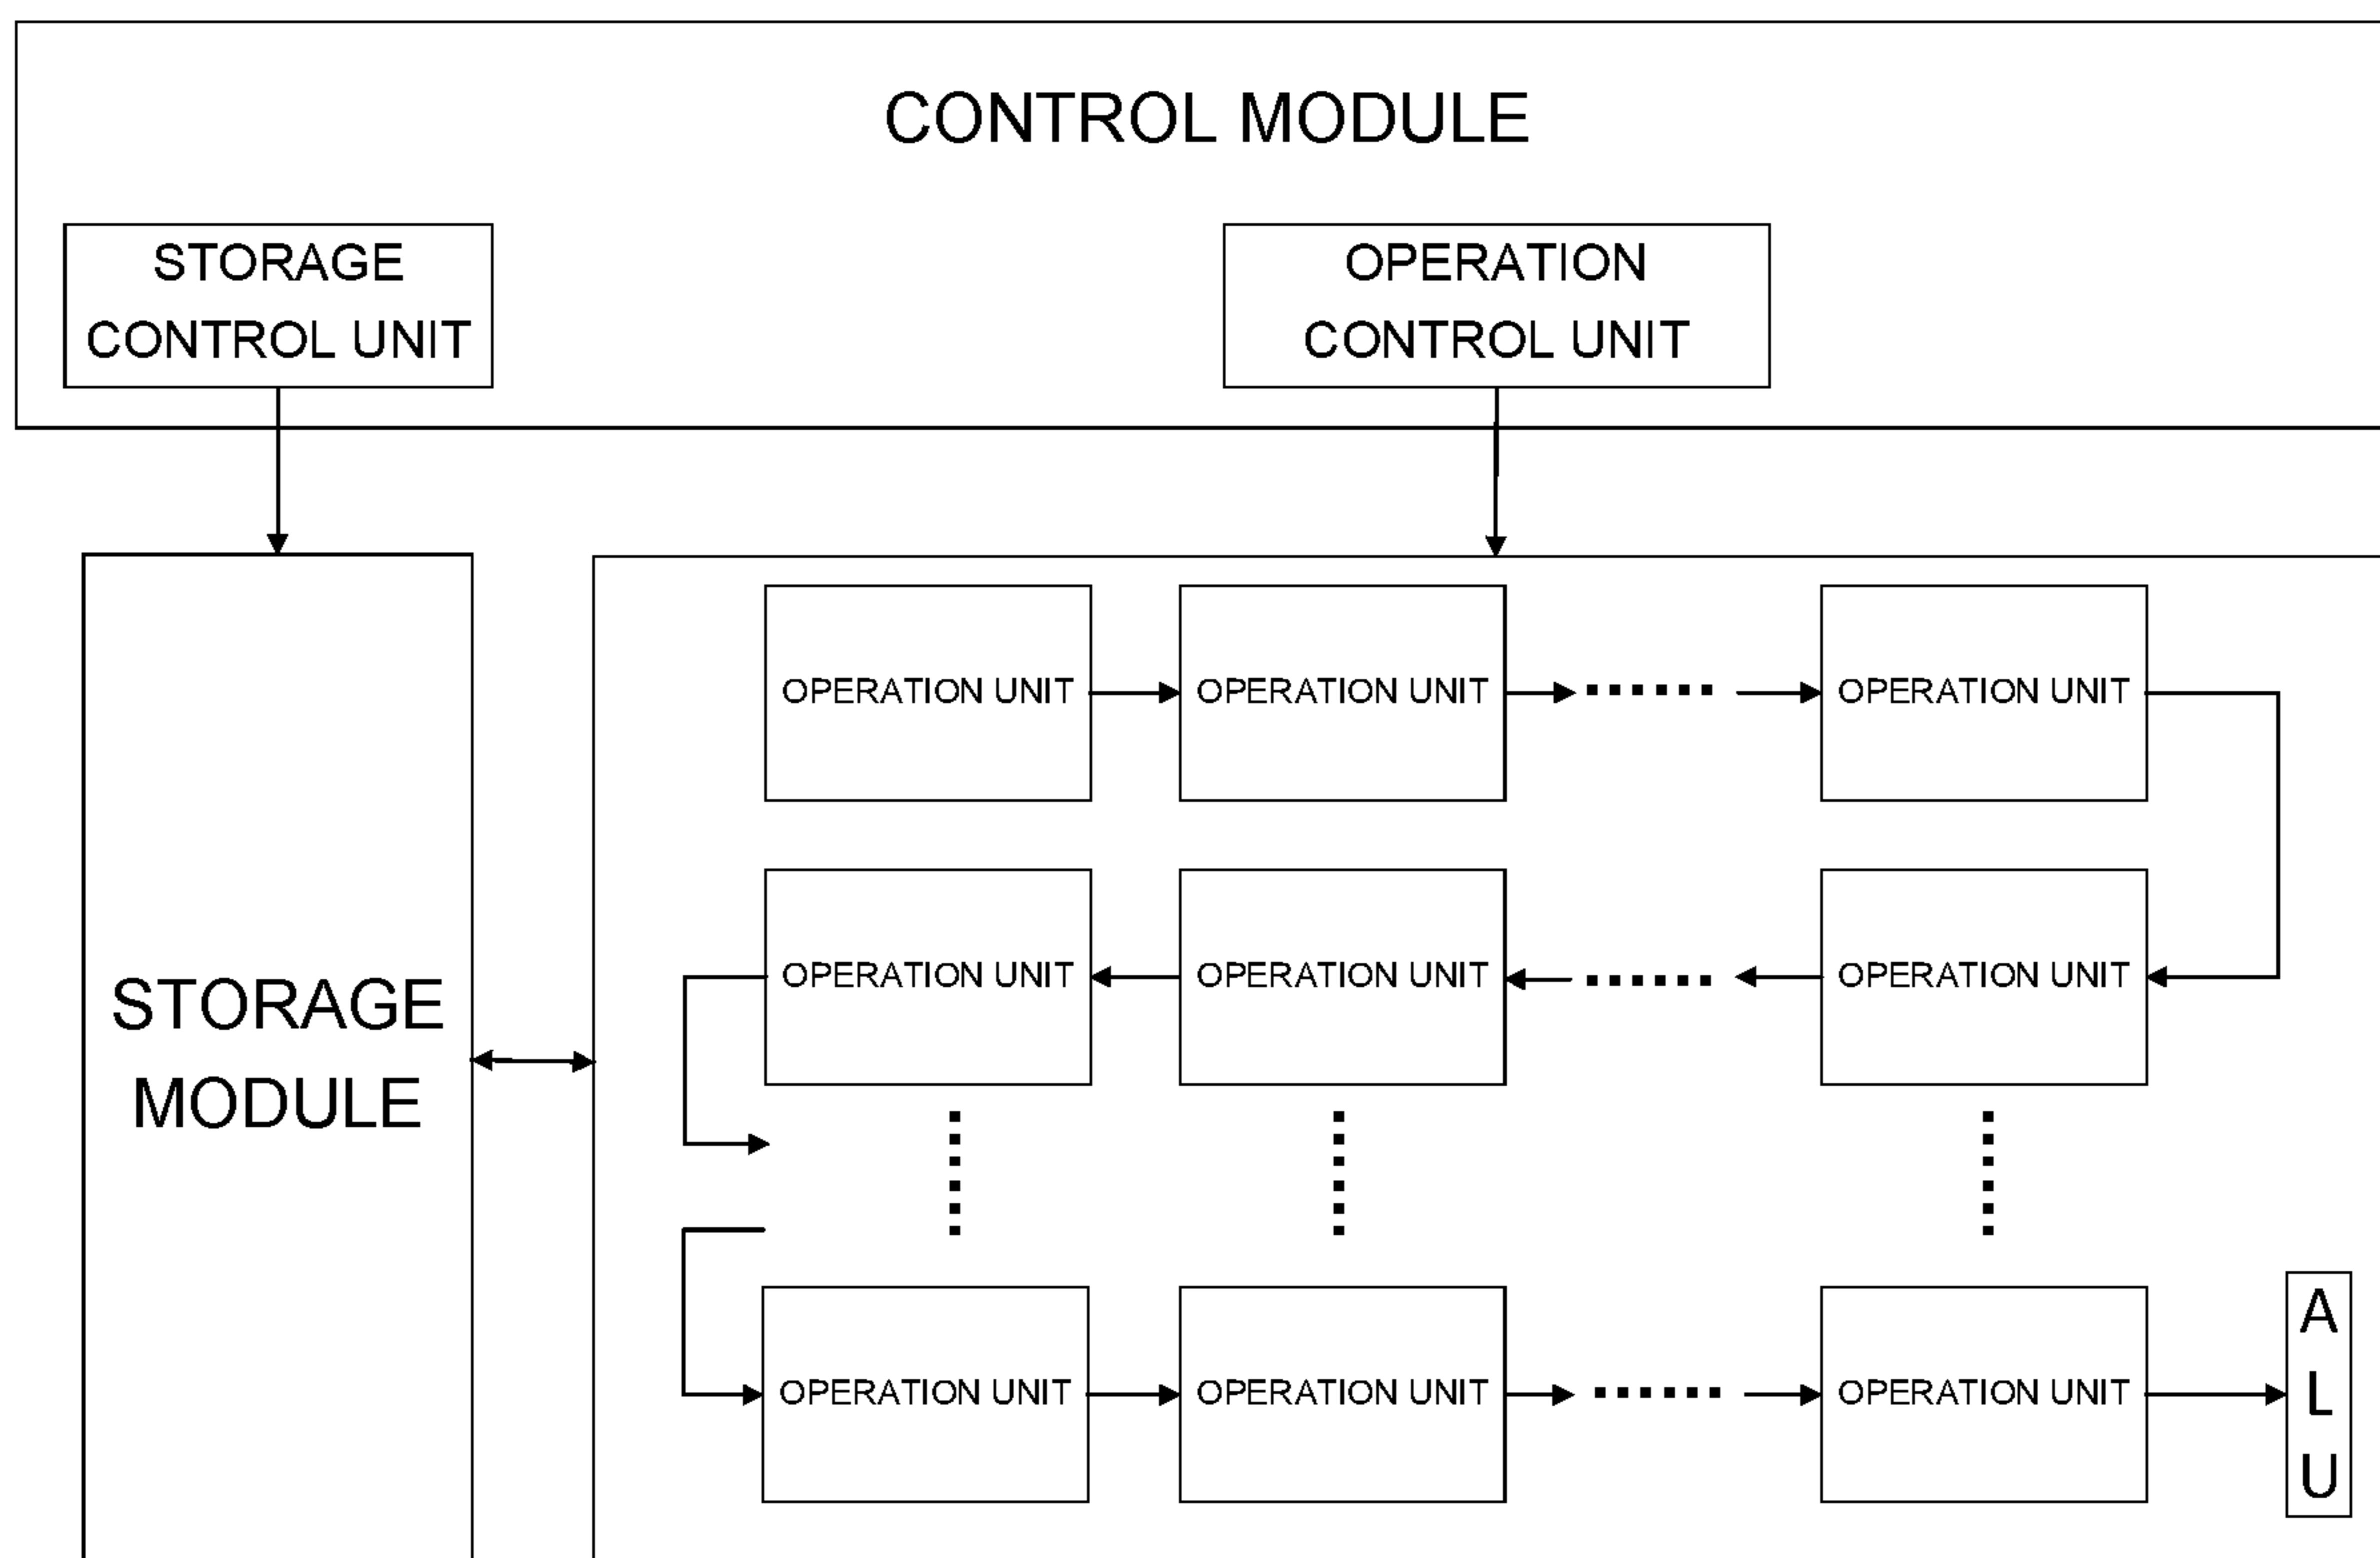 CONTROL MODULE
STORAGE
CONTROL UNIT
OPERATION
CONTROL UNIT
STORAGE
MODULE
OPERATION UNIT
OPERATION UNIT
OPERATION UNIT
OPERATION UNIT
OPERATION UNIT
OPERATION UNIT
OPERATION UNIT
OPERATION UNIT
OPERATION UNIT
A
L
U